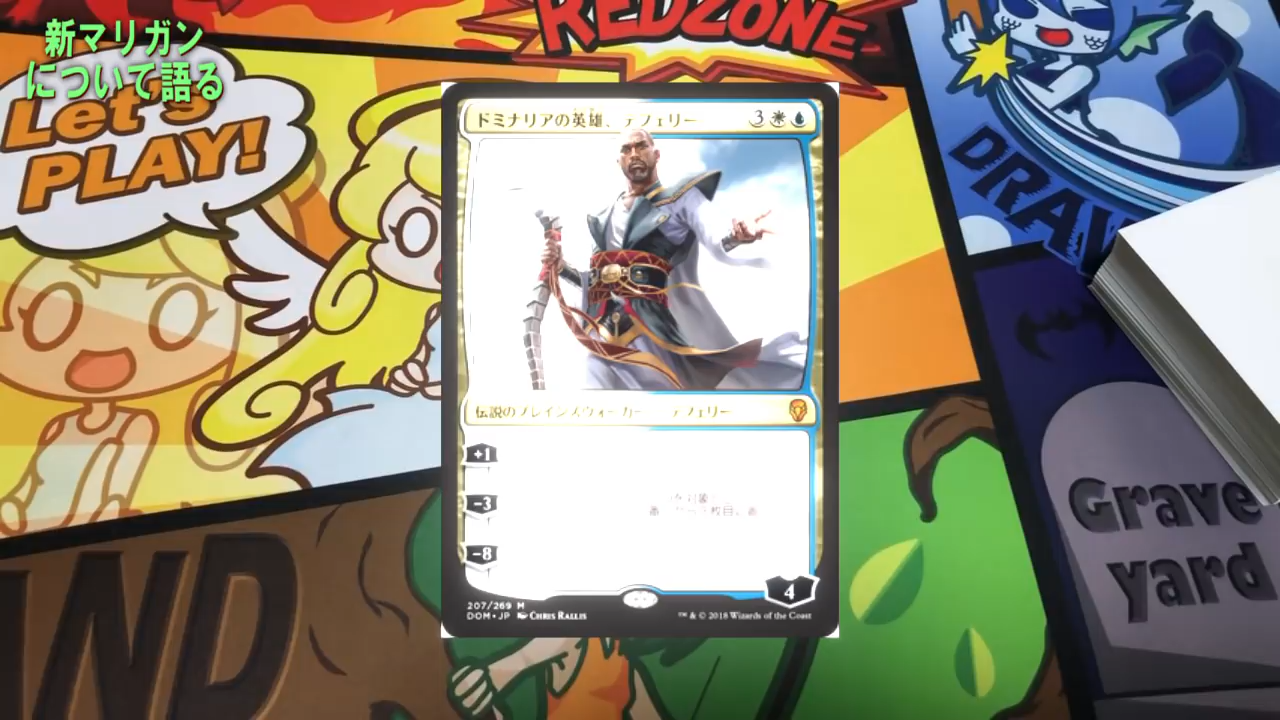 新マリガン
について語る
Let's
PLAY!
REDZONE
DRAW
ドミナリアの英雄、テフェリー 3
伝説のプレインズウォーカー テフェリー
+1
-3
-8
4
207/269 M
DOM・JP CHRIS RALLIS
™ & © 2018 Wizards of the Coast
Grave
yard
AND